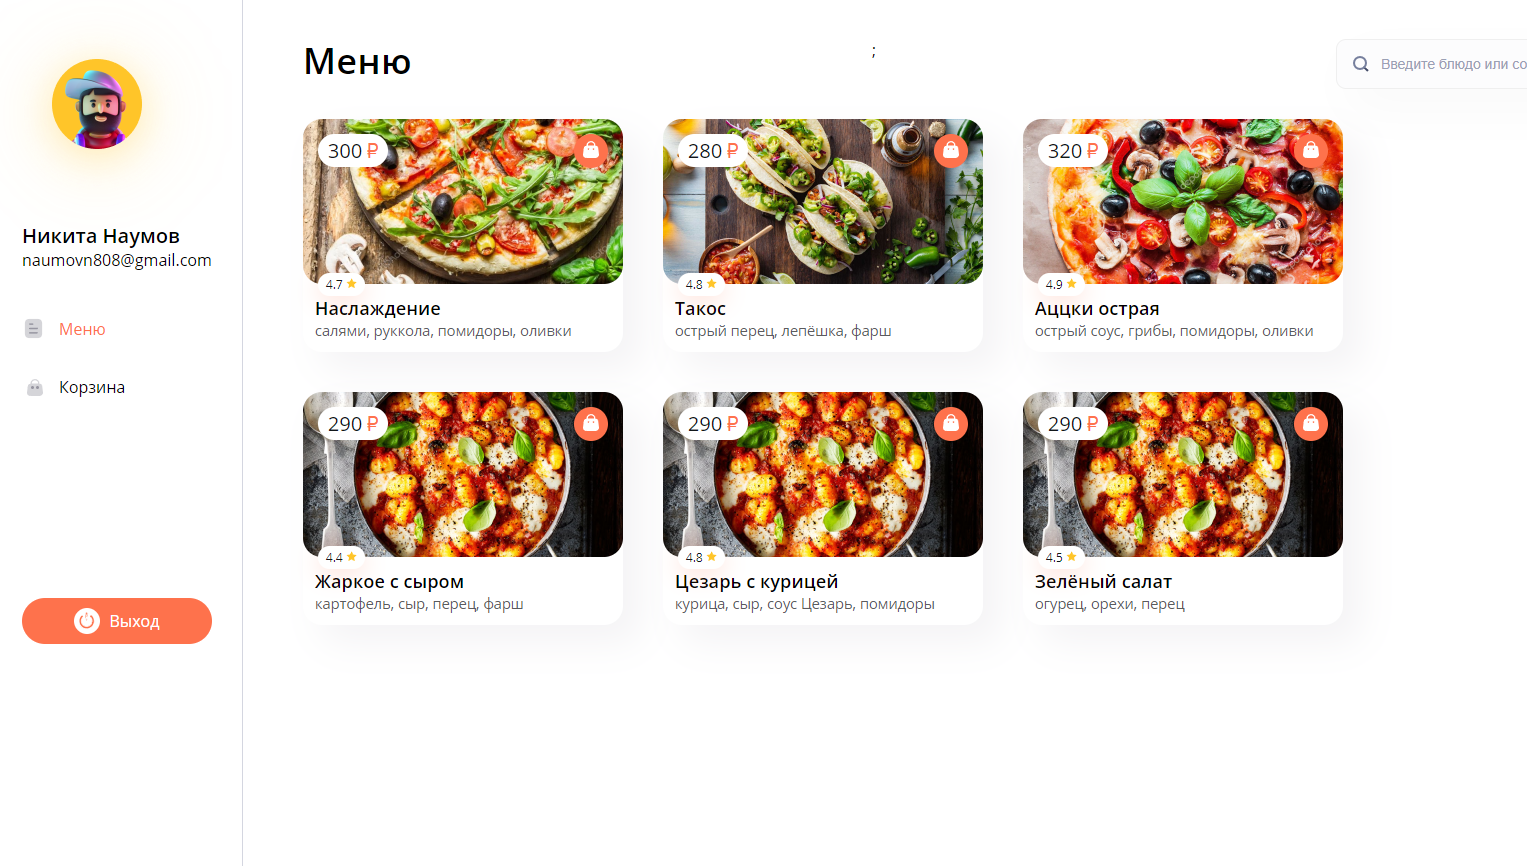 Никита Наумов
naumovn808@gmail.com
Меню
Корзина
Выход
Меню
;
Введите блюдо или со
300 ₽
4.7
Наслаждение
салями, руккола, помидоры, оливки
280 ₽
4.8
Такос
острый перец, лепёшка, фарш
320 ₽
4.9
Аццки острая
острый соус, грибы, помидоры, оливки
290 ₽
4.4
Жаркое с сыром
картофель, сыр, перец, фарш
290 ₽
4.8
Цезарь с курицей
курица, сыр, соус Цезарь, помидоры
290 ₽
4.5
Зелёный салат
огурец, орехи, перец